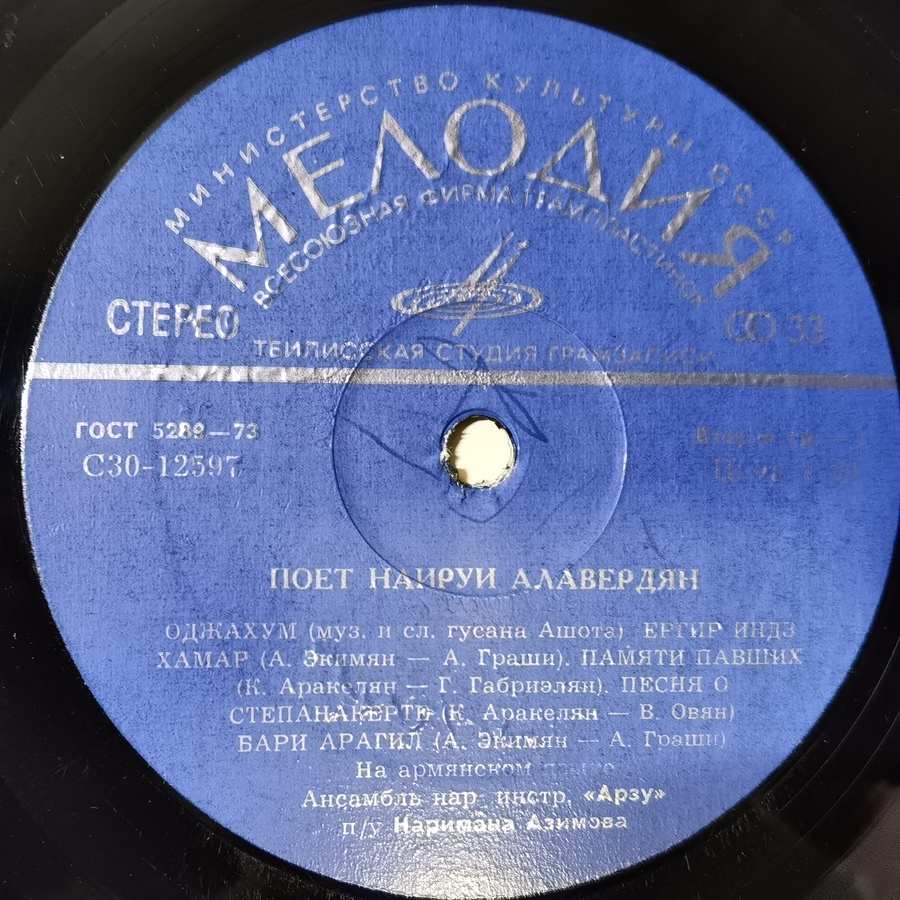 МИНИСТЕРСТВО КУЛЬТУРЫ СССР
МЕЛОДИЯ
ВСЕСОЮЗНАЯ ФИРМА ГРАМПЛАСТИНОК
СТЕРЕО
33
ТБИЛИССКАЯ СТУДИЯ ГРАМЗАПИСИ
ГОСТ 5289—73
С30-12597
ПОЕТ НАИРУИ АЛАВЕРДЯН
ОДЖАХУМ (муз. и сл. гусана Ашота). ЕРГИР ИНДЗ
ХАМАР (А. Экимян — А. Граши). ПАМЯТИ ПАВШИХ
(К. Аракелян — Г. Габриэлян). ПЕСНЯ О
СТЕПАНАКЕРТЕ (К. Аракелян — В. Овян)
БАРИ АРАГИЛ (А. Экимян — А. Граши)
На армянском языке
Ансамбль нар. инстр. «Арзу»
п/у Наримана Азимова